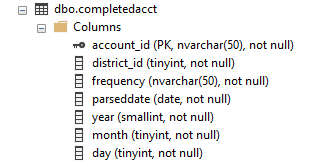 dbo.completedacct
Columns
account_id (PK, nvarchar(50), not null)
district_id (tinyint, not null)
frequency (nvarchar(50), not null)
parseddate (date, not null)
year (smallint, not null)
month (tinyint, not null)
day (tinyint, not null)